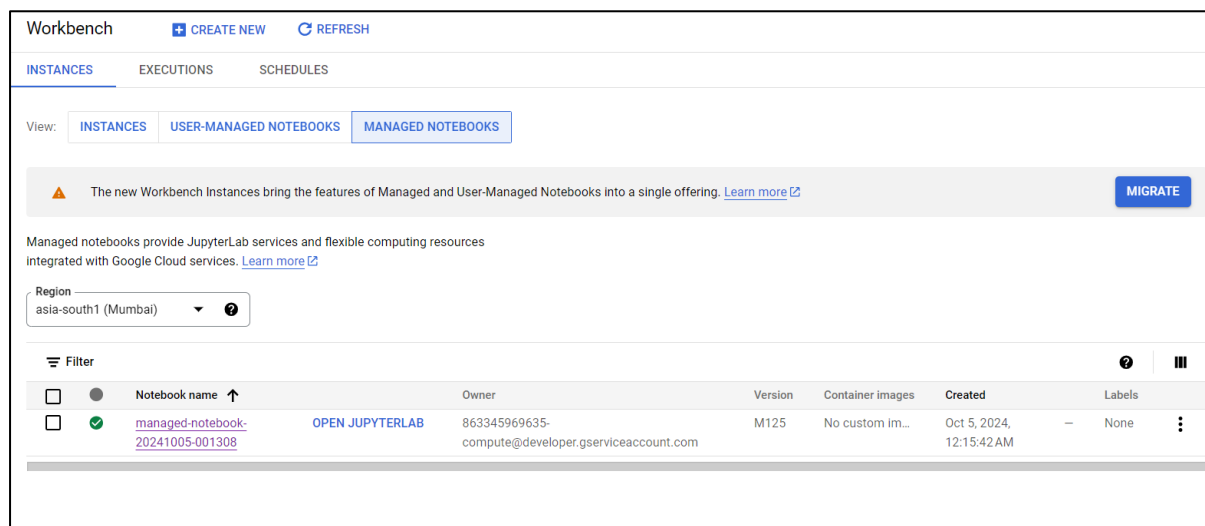 Workbench CREATE NEW REFRESH
INSTANCES EXECUTIONS SCHEDULES
View: INSTANCES USER-MANAGED NOTEBOOKS MANAGED NOTEBOOKS
The new Workbench Instances bring the features of Managed and User-Managed Notebooks into a single offering. Learn more MIGRATE
Managed notebooks provide JupyterLab services and flexible computing resources
integrated with Google Cloud services. Learn more
Region
asia-south1 (Mumbai)
Filter
Notebook name Owner Version Container images Created Labels
managed-notebook- OPEN JUPYTERLAB 863345969635- M125 No custom im... Oct 5, 2024, – None
20241005-001308 compute@developer.gserviceaccount.com 12:15:42 AM